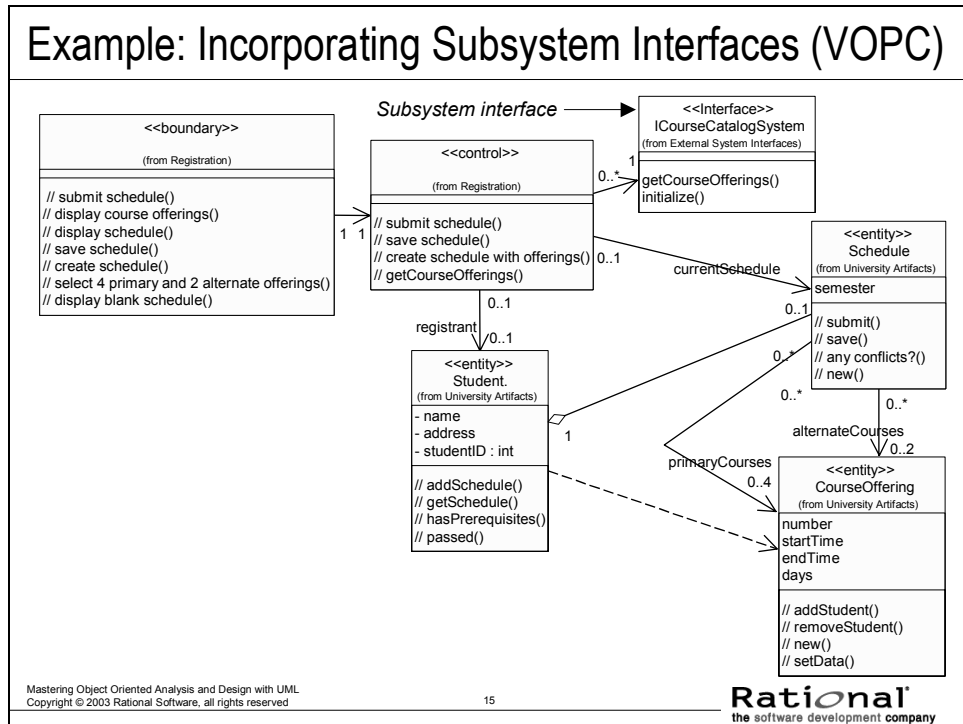 Example: Incorporating Subsystem Interfaces (VOPC)
Subsystem interface
<<boundary>>
(from Registration)
// submit schedule()
// display course offerings()
// display schedule()
// save schedule()
// create schedule()
// select 4 primary and 2 alternate offerings()
// display blank schedule()
1
1
<<control>>
(from Registration)
// submit schedule()
// save schedule()
// create schedule with offerings()
// getCourseOfferings()
0..*
1
<<Interface>>
ICourseCatalogSystem
(from External System Interfaces)
getCourseOfferings()
initialize()
0..1
currentSchedule
0..1
<<entity>>
Schedule
(from University Artifacts)
semester
// submit()
// save()
// any conflicts?()
// new()
0..1
registrant
0..1
<<entity>>
Student.
(from University Artifacts)
- name
- address
- studentID : int
// addSchedule()
// getSchedule()
// hasPrerequisites()
// passed()
1
0..*
0..*
primaryCourses
0..4
0..*
alternateCourses
0..2
<<entity>>
CourseOffering
(from University Artifacts)
number
startTime
endTime
days
// addStudent()
// removeStudent()
// new()
// setData()
Mastering Object Oriented Analysis and Design with UML
Copyright © 2003 Rational Software, all rights reserved
15
Rational
the software development company